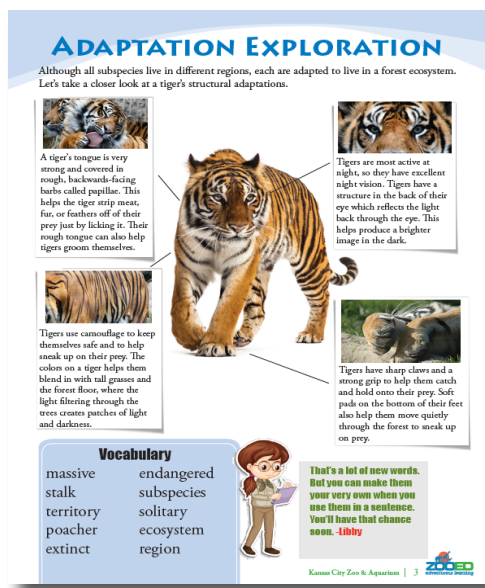 ADAPTATION EXPLORATION
Although all subspecies live in different regions, each are adapted to live in a forest ecosystem.
Let's take a closer look at a tiger's structural adaptations.
A tiger's tongue is very
strong and covered in
rough, backwards-facing
barbs called papillae. This
helps the tiger strip meat,
fur, or feathers off of their
prey just by licking it. Their
rough tongue can also help
tigers groom themselves.
Tigers are most active at
night, so they have excellent
night vision. Tigers have a
structure in the back of their
eye which reflects the light
back through the eye. This
helps produce a brighter
image in the dark.
Tigers use camouflage to keep
themselves safe and to help
sneak up on their prey. The
colors on a tiger helps them
blend in with tall grasses and
the forest floor, where the
light filtering through the
trees creates patches of light
and darkness.
Tigers have sharp claws and a
strong grip to help them catch
and hold onto their prey. Soft
pads on the bottom of their feet
also help them move quietly
through the forest to sneak up
on prey.
Vocabulary
massive
stalk
territory
poacher
extinct
endangered
subspecies
solitary
ecosystem
region
That's a lot of new words.
But you can make them
your very own when you
use them in a sentence.
You'll have that chance
soon. -Libby
Kansas City Zoo & Aquarium | 3
ZOOED
adventurous learning